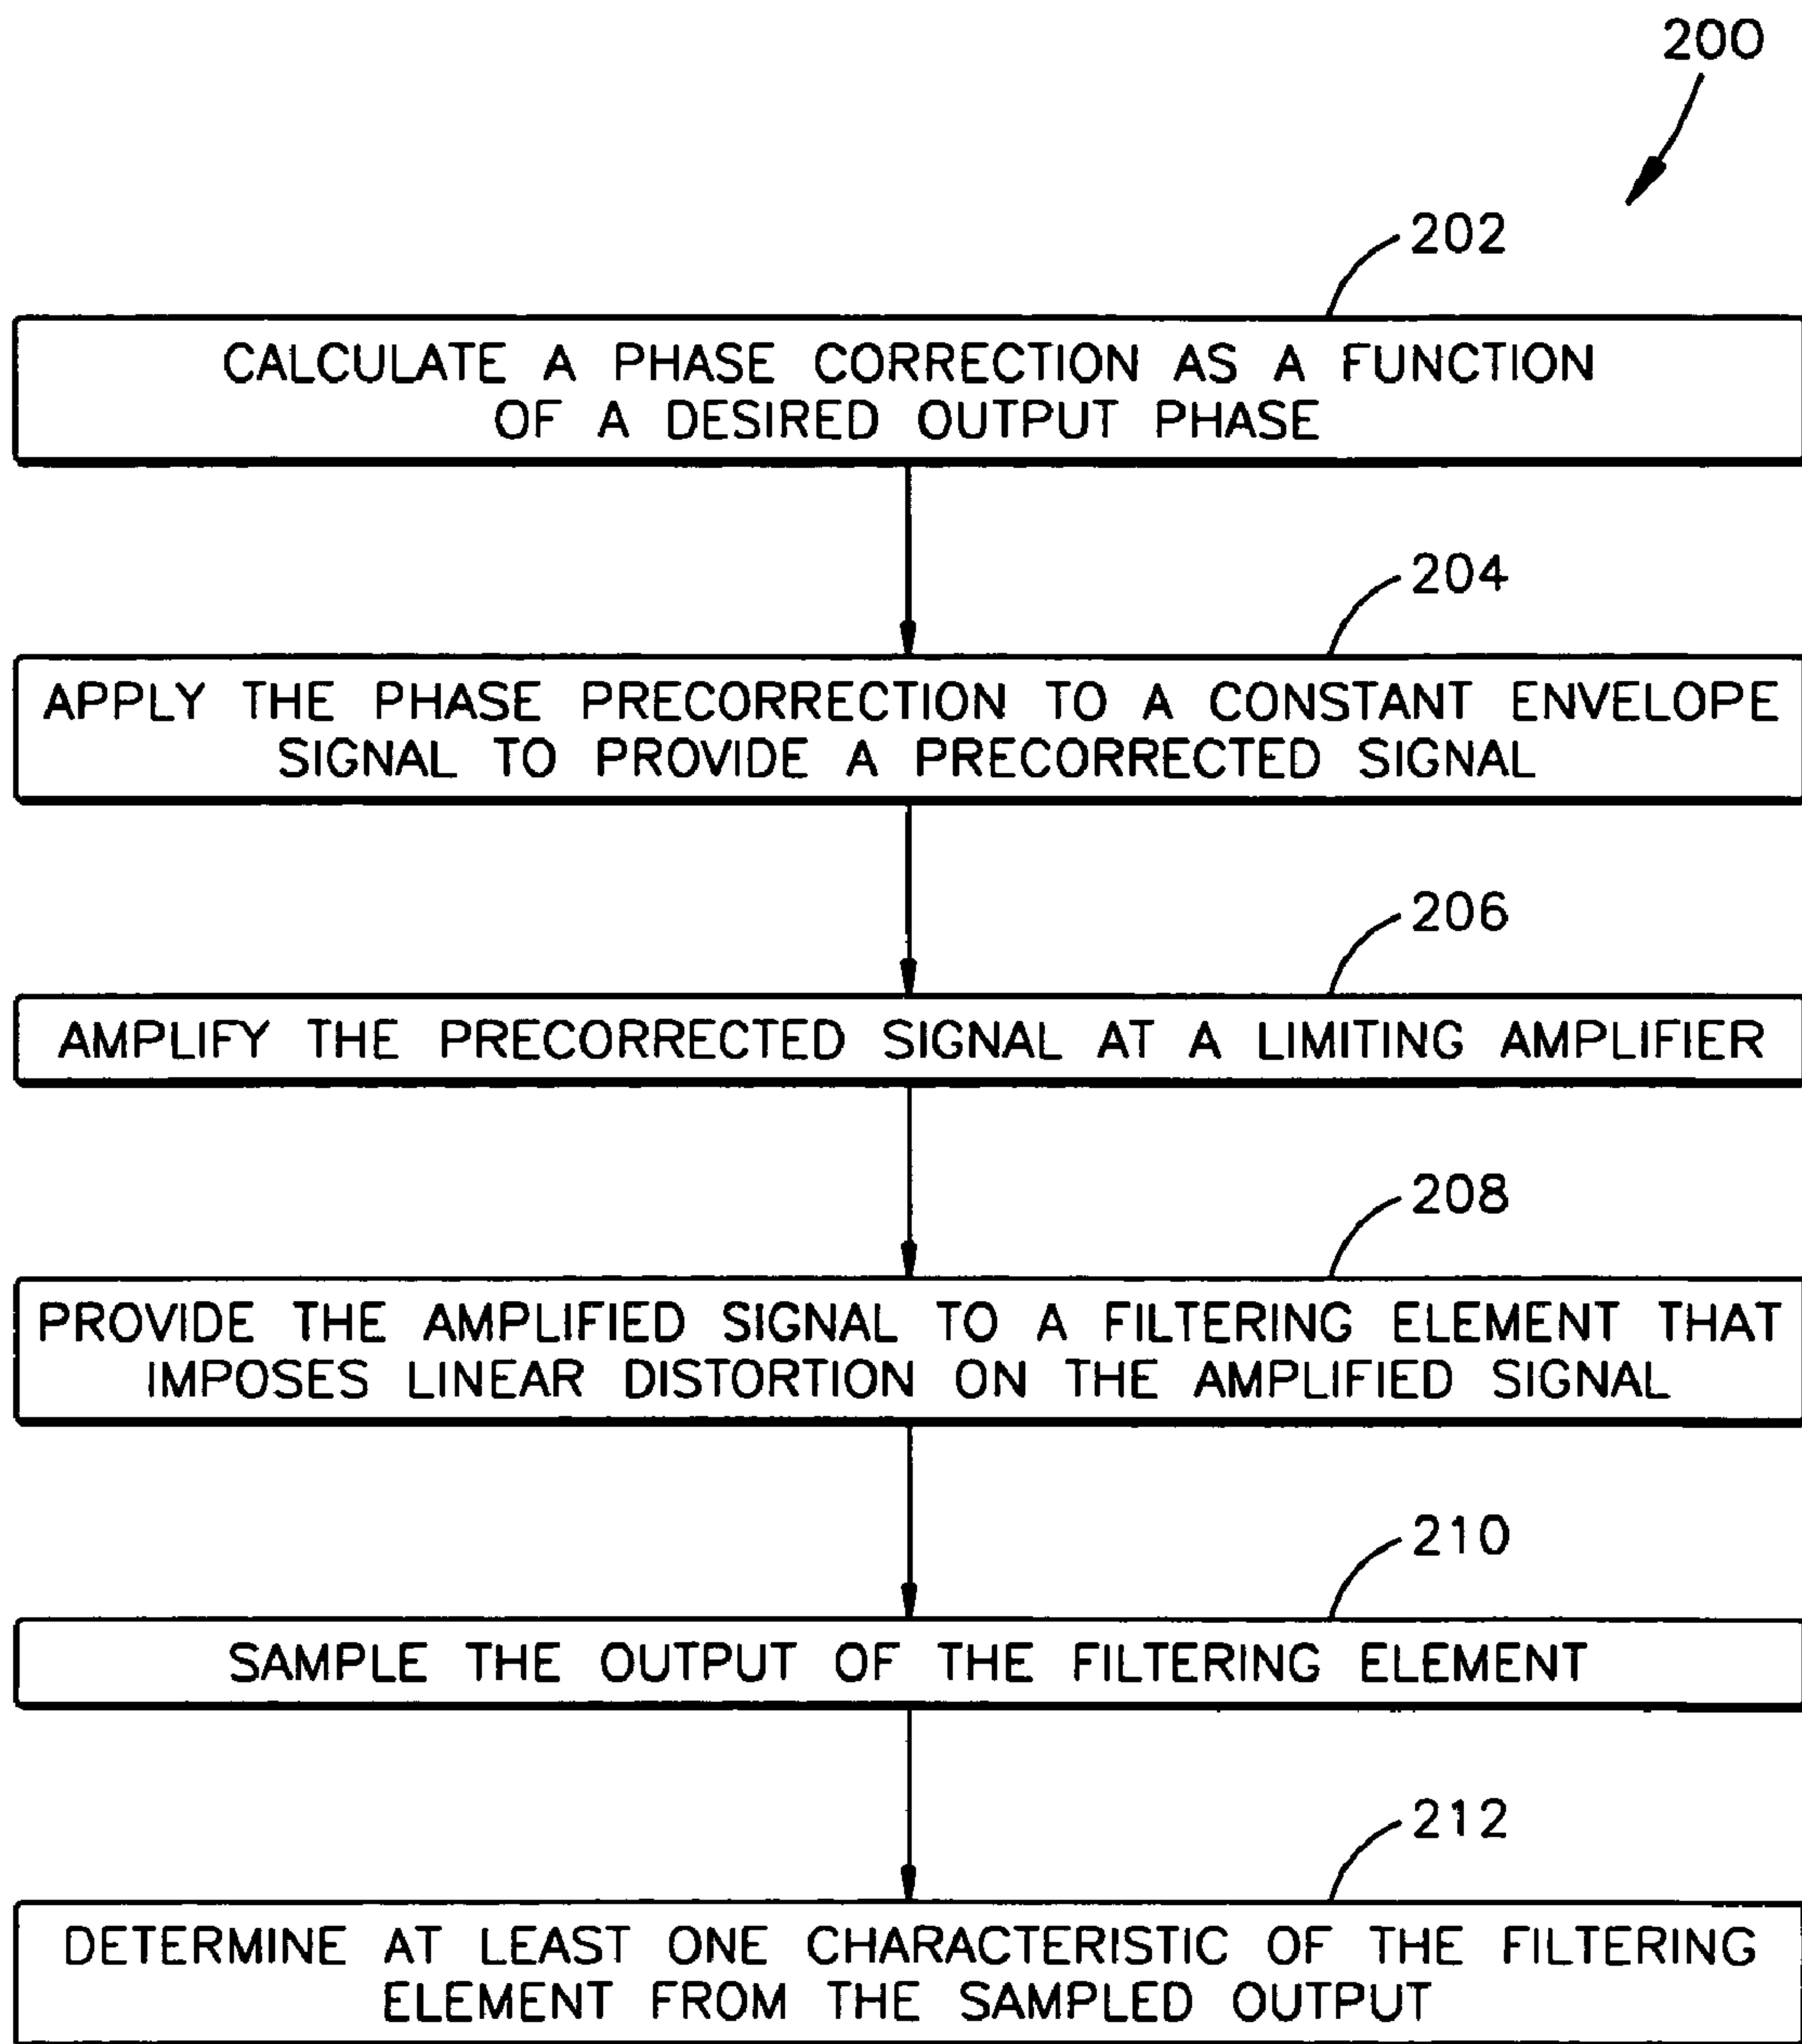 200
202
CALCULATE A PHASE CORRECTION AS A FUNCTION
OF A DESIRED OUTPUT PHASE
204
APPLY THE PHASE PRECORRECTION TO A CONSTANT ENVELOPE
SIGNAL TO PROVIDE A PRECORRECTED SIGNAL
206
AMPLIFY THE PRECORRECTED SIGNAL AT A LIMITING AMPLIFIER
208
PROVIDE THE AMPLIFIED SIGNAL TO A FILTERING ELEMENT THAT
IMPOSES LINEAR DISTORTION ON THE AMPLIFIED SIGNAL
210
SAMPLE THE OUTPUT OF THE FILTERING ELEMENT
212
DETERMINE AT LEAST ONE CHARACTERISTIC OF THE FILTERING
ELEMENT FROM THE SAMPLED OUTPUT